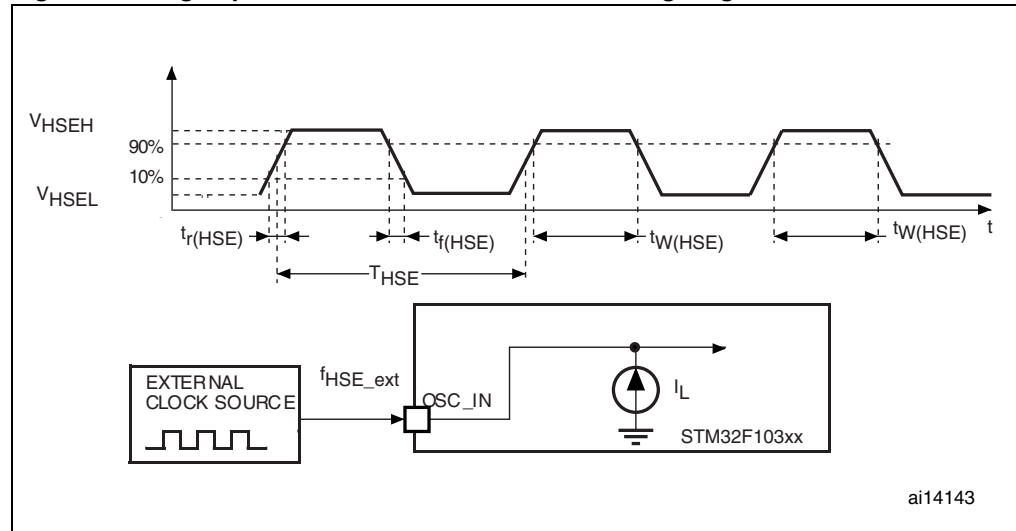 VHSEH
90%
10%
VHSEL
tr(HSE)
tf(HSE)
tW(HSE)
tW(HSE)
t
THSE
EXTERNAL
CLOCK SOURCE
fHSE_ext
OSC_IN
IL
STM32F103xx
ai14143